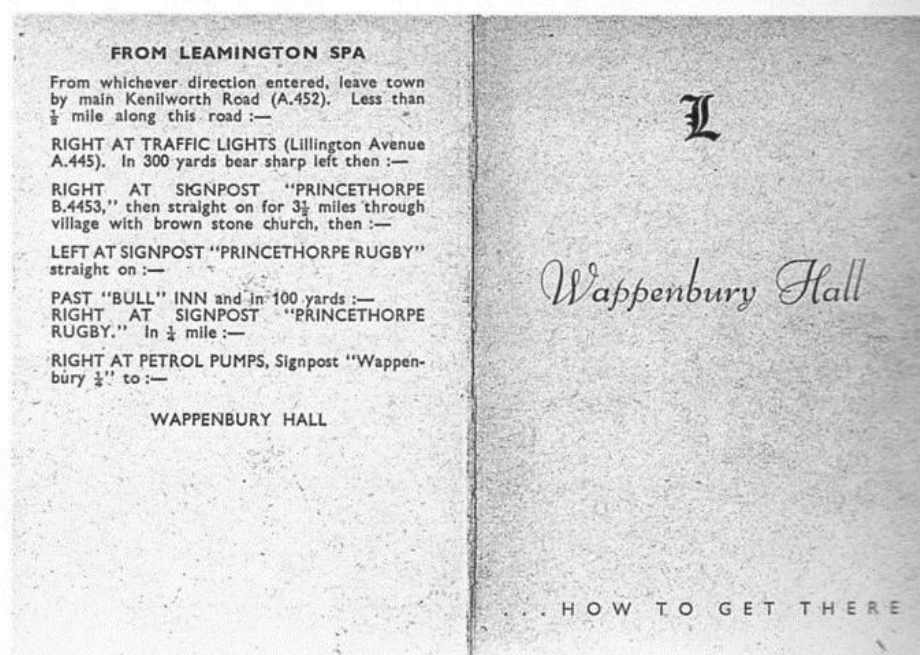 FROM LEAMINGTON SPA
From whichever direction entered, leave town
by main Kenilworth Road (A.452). Less than
½ mile along this road :—
RIGHT AT TRAFFIC LIGHTS (Lillington Avenue
A.445). In 300 yards bear sharp left then :—
RIGHT AT SIGNPOST "PRINCETHORPE
B.4453," then straight on for 3½ miles through
village with brown stone church, then :—
LEFT AT SIGNPOST "PRINCETHORPE RUGBY"
straight on :—
PAST "BULL" INN and in 100 yards :—
RIGHT AT SIGNPOST "PRINCETHORPE
RUGBY." In ¼ mile :—
RIGHT AT PETROL PUMPS, Signpost "Wappen-
bury ½" to :—
WAPPENBURY HALL
L
Wappenbury Hall
. . . HOW TO GET THERE